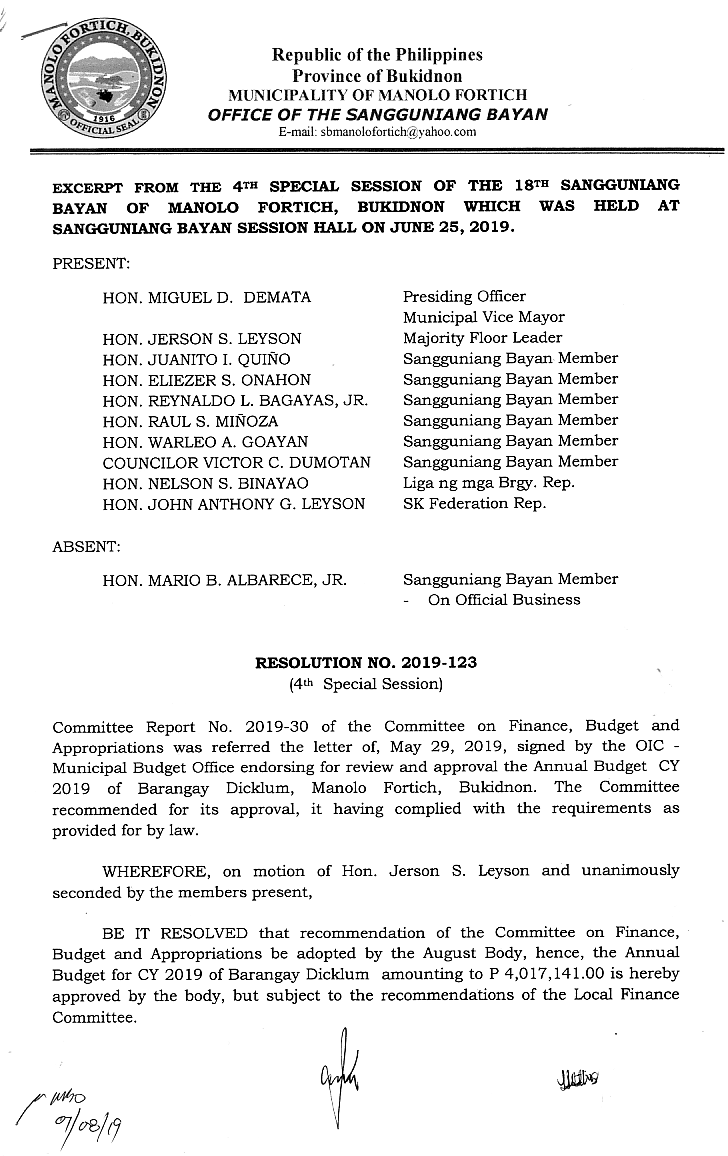 MANOLO FORTICH, BUKIDNON
1916
OFFICIAL SEAL
Republic of the Philippines
Province of Bukidnon
MUNICIPALITY OF MANOLO FORTICH
OFFICE OF THE SANGGUNIANG BAYAN
E-mail: sbmanolofortich@yahoo.com
EXCERPT FROM THE 4TH SPECIAL SESSION OF THE 18TH SANGGUNIANG
BAYAN OF MANOLO FORTICH, BUKIDNON WHICH WAS HELD AT
SANGGUNIANG BAYAN SESSION HALL ON JUNE 25, 2019.
PRESENT:
HON. MIGUEL D. DEMATA Presiding Officer
Municipal Vice Mayor
HON. JERSON S. LEYSON Majority Floor Leader
HON. JUANITO I. QUIÑO Sangguniang Bayan Member
HON. ELIEZER S. ONAHON Sangguniang Bayan Member
HON. REYNALDO L. BAGAYAS, JR. Sangguniang Bayan Member
HON. RAUL S. MIÑOZA Sangguniang Bayan Member
HON. WARLEO A. GOAYAN Sangguniang Bayan Member
COUNCILOR VICTOR C. DUMOTAN Sangguniang Bayan Member
HON. NELSON S. BINAYAO Liga ng mga Brgy. Rep.
HON. JOHN ANTHONY G. LEYSON SK Federation Rep.
ABSENT:
HON. MARIO B. ALBARECE, JR. Sangguniang Bayan Member
- On Official Business
RESOLUTION NO. 2019-123
(4th Special Session)
Committee Report No. 2019-30 of the Committee on Finance, Budget and
Appropriations was referred the letter of, May 29, 2019, signed by the OIC -
Municipal Budget Office endorsing for review and approval the Annual Budget CY
2019 of Barangay Dicklum, Manolo Fortich, Bukidnon. The Committee
recommended for its approval, it having complied with the requirements as
provided for by law.
WHEREFORE, on motion of Hon. Jerson S. Leyson and unanimously
seconded by the members present,
BE IT RESOLVED that recommendation of the Committee on Finance,
Budget and Appropriations be adopted by the August Body, hence, the Annual
Budget for CY 2019 of Barangay Dicklum amounting to P 4,017,141.00 is hereby
approved by the body, but subject to the recommendations of the Local Finance
Committee.
07/08/19